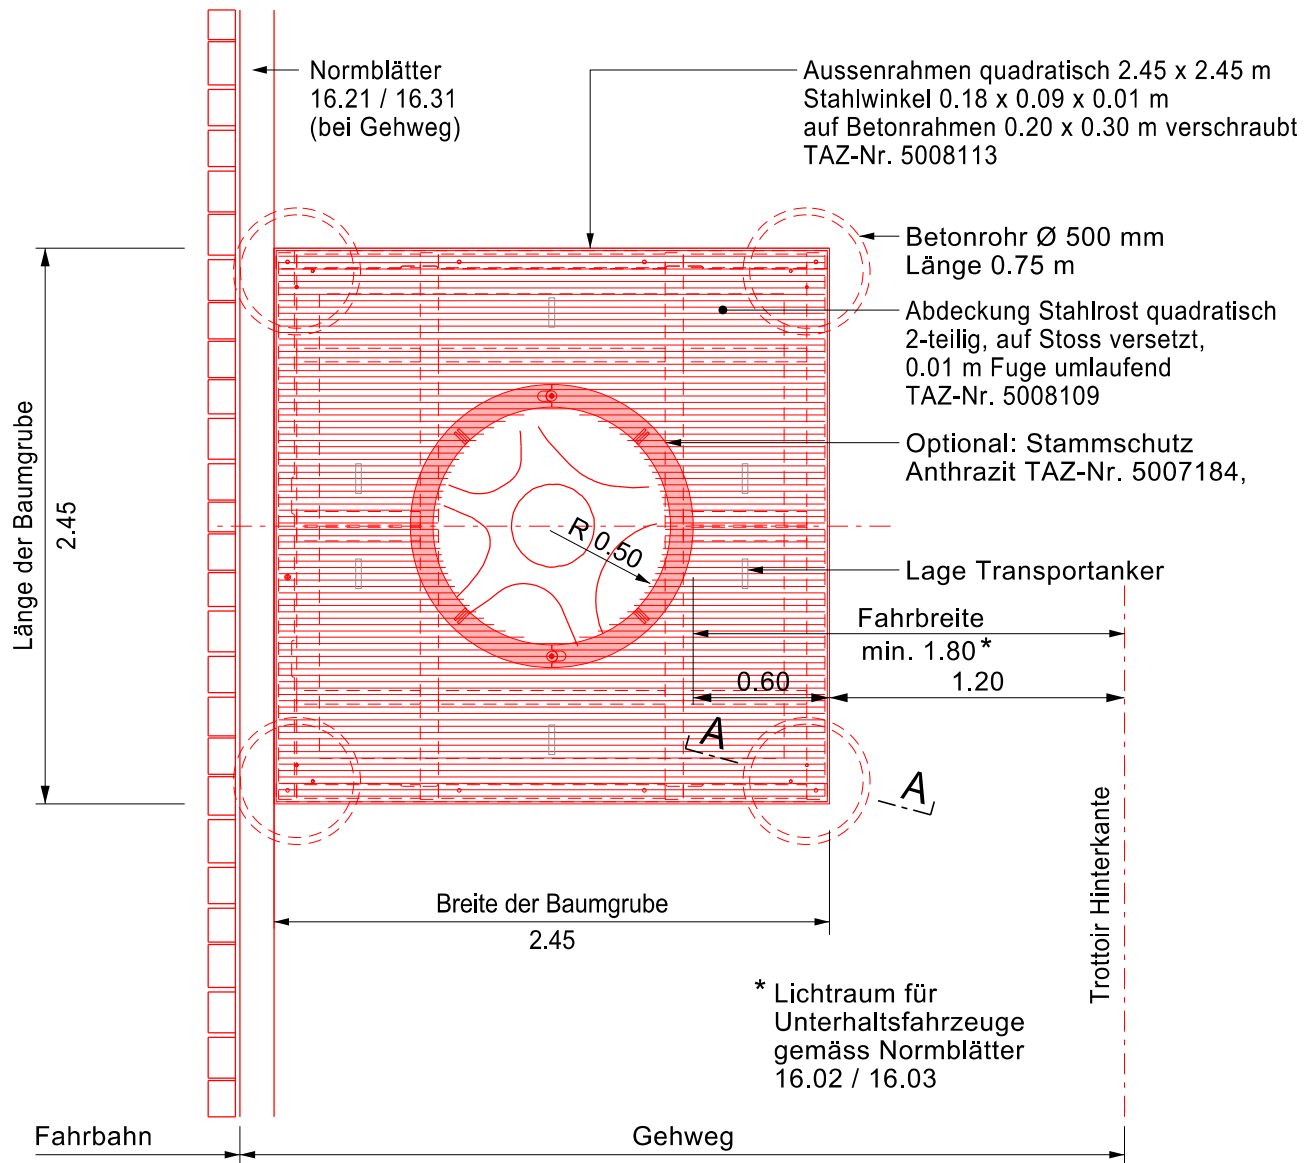 Normblätter
16.21 / 16.31
(bei Gehweg)
Aussenrahmen quadratisch 2.45 x 2.45 m
Stahlwinkel 0.18 x 0.09 x 0.01 m
auf Betonrahmen 0.20 x 0.30 m verschraubt
TAZ-Nr. 5008113
Betonrohr Ø 500 mm
Länge 0.75 m
Abdeckung Stahlrost quadratisch
2-teilig, auf Stoss versetzt,
0.01 m Fuge umlaufend
TAZ-Nr. 5008109
Optional: Stammschutz
Anthrazit TAZ-Nr. 5007184,
Länge der Baumgrube
2.45
R 0.50
Lage Transportanker
Fahrbreite
min. 1.80*
0.60
1.20
A
A
Trottoir Hinterkante
Breite der Baumgrube
2.45
* Lichtraum für
Unterhaltsfahrzeuge
gemäss Normblätter
16.02 / 16.03
Fahrbahn
Gehweg